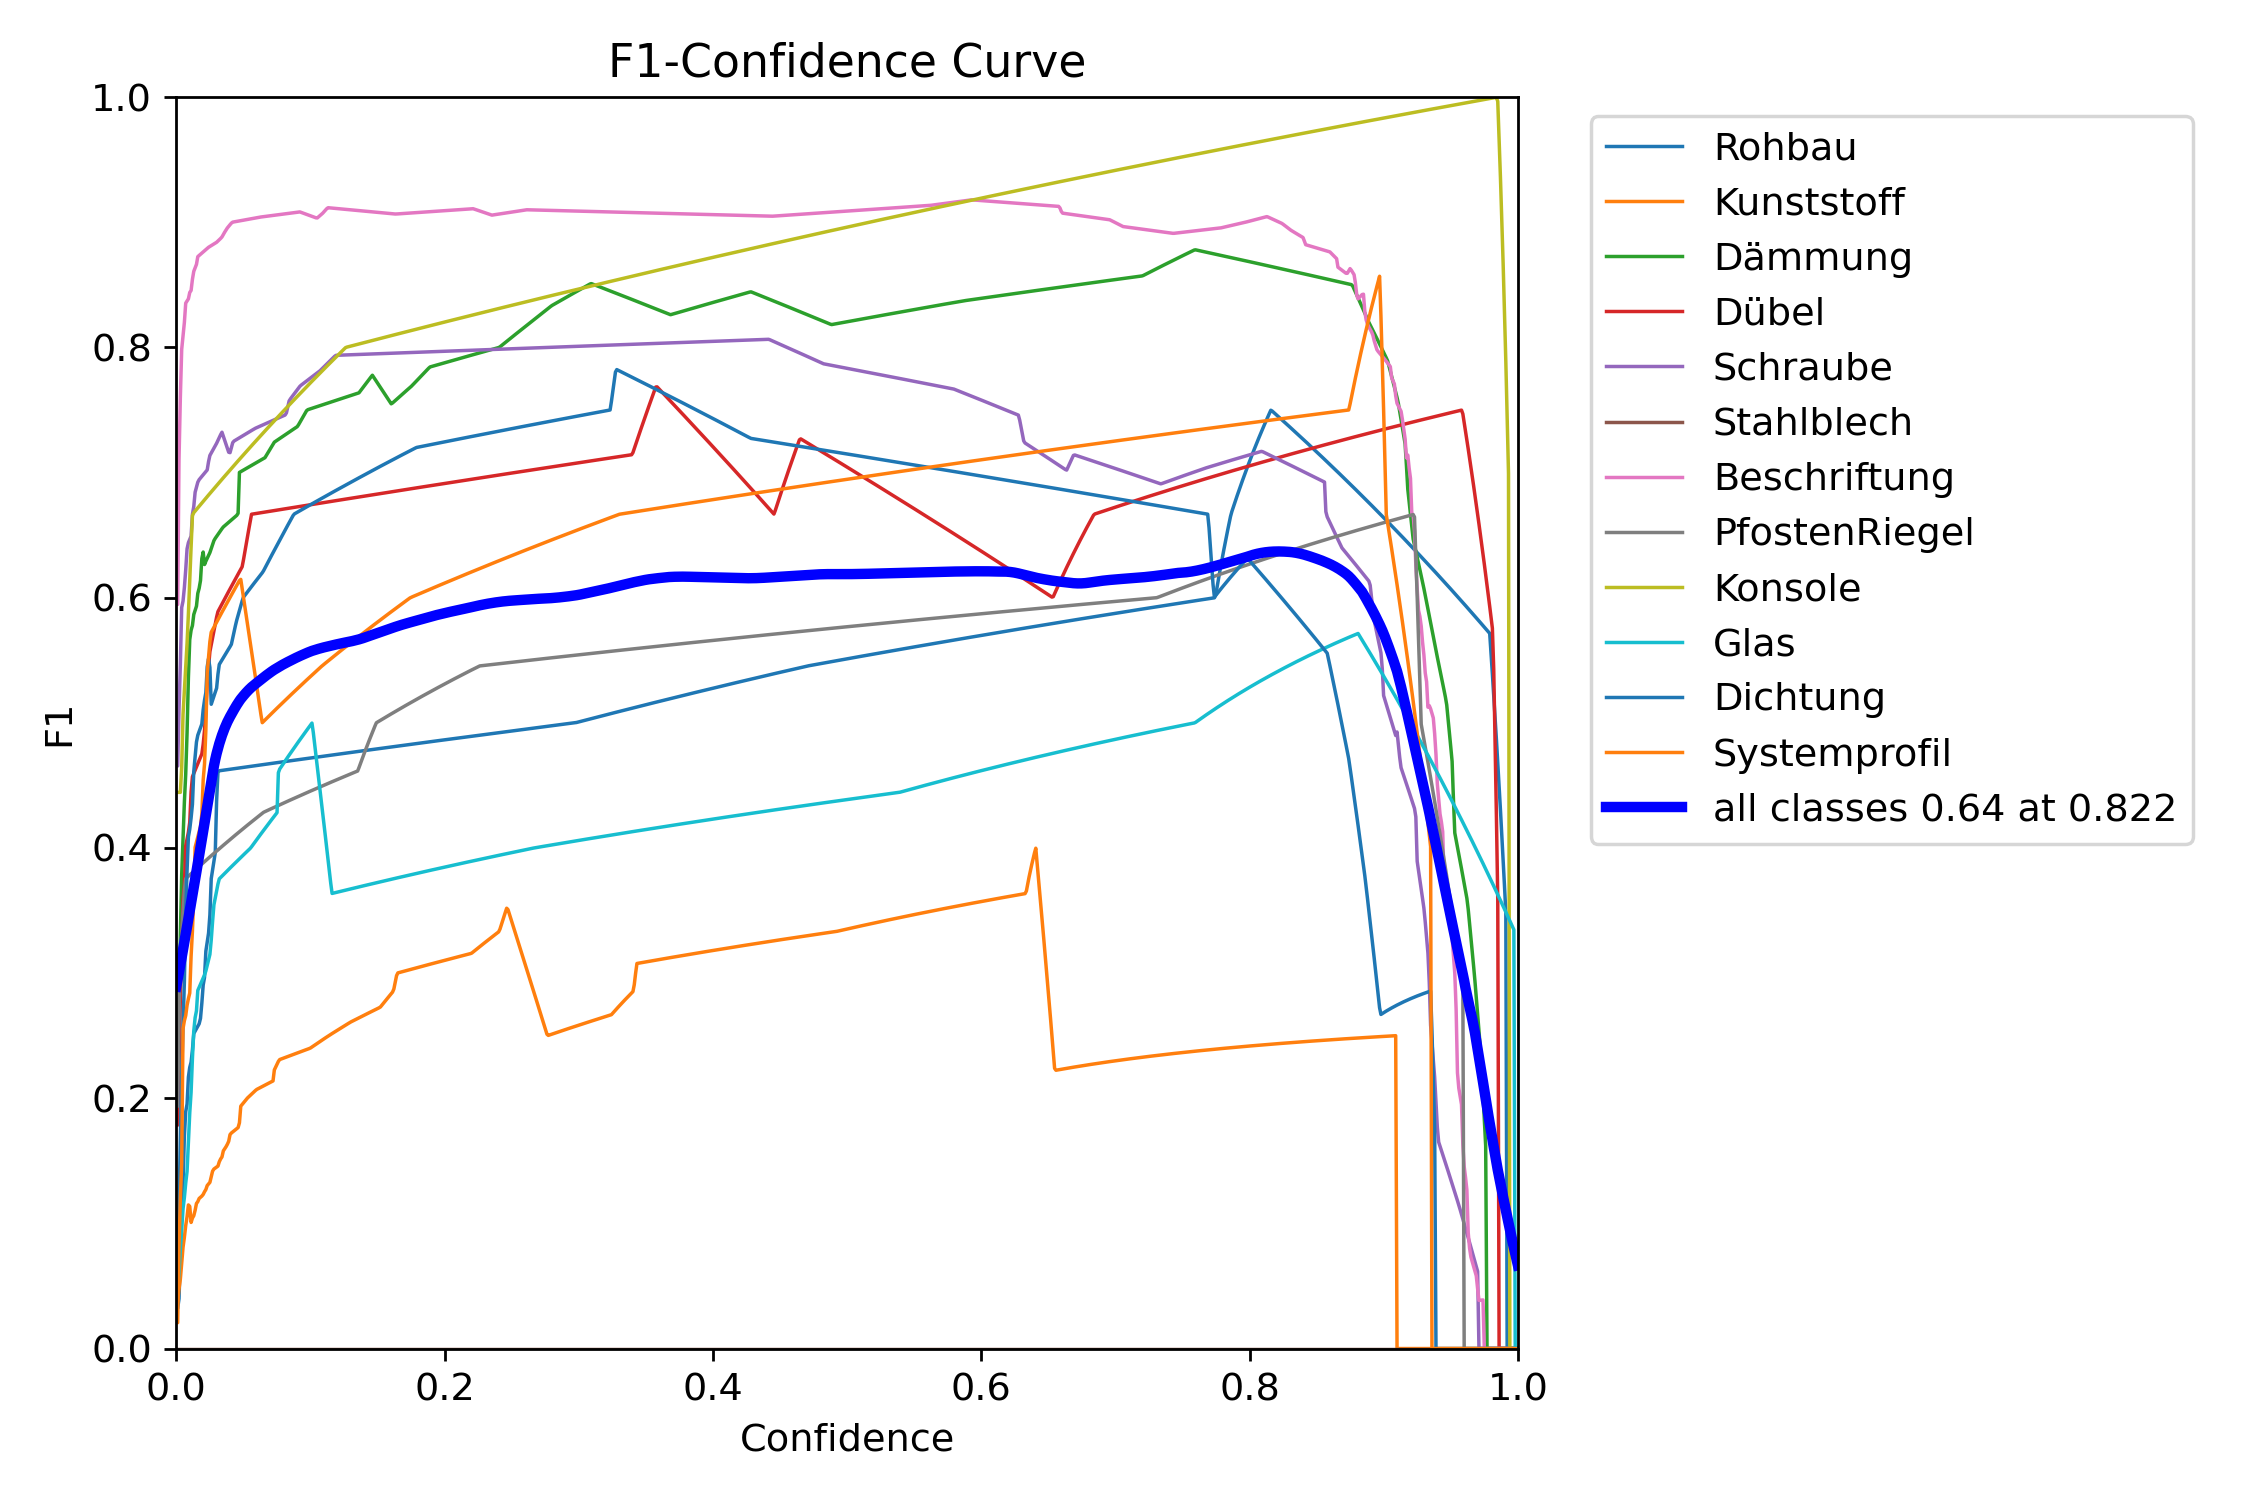 F1-Confidence Curve
1.0
0.8
0.6
0.4
0.2
0.0
F1
0.0 0.2 0.4 0.6 0.8 1.0
Confidence
Rohbau
Kunststoff
Dämmung
Dübel
Schraube
Stahlblech
Beschriftung
PfostenRiegel
Konsole
Glas
Dichtung
Systemprofil
all classes 0.64 at 0.822